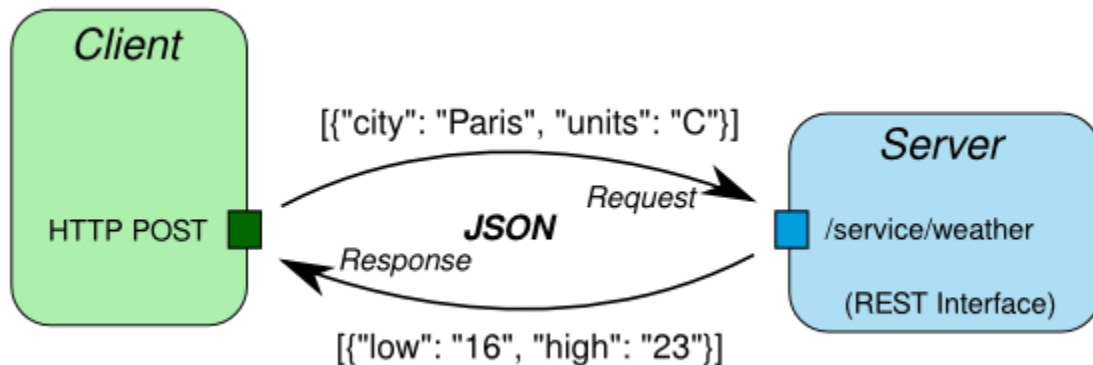 Client
[{"city": "Paris", "units": "C"}]
Server
Request
HTTP POST
JSON
/service/weather
Response
(REST Interface)
[{"low": "16", "high": "23"}]